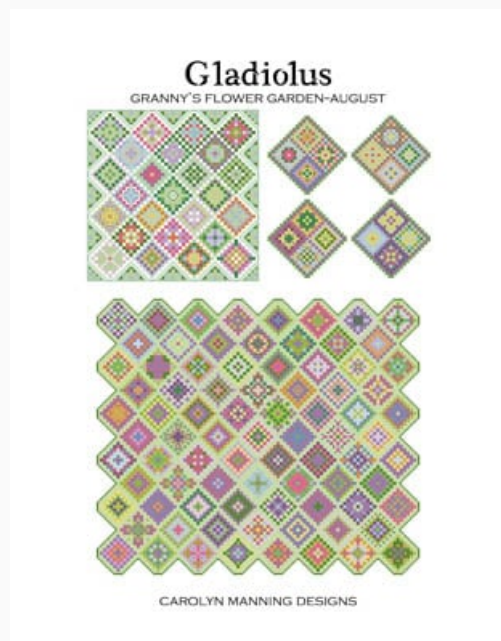 Gladiolus
GRANNY'S FLOWER GARDEN-AUGUST
CAROLYN MANNING DESIGNS